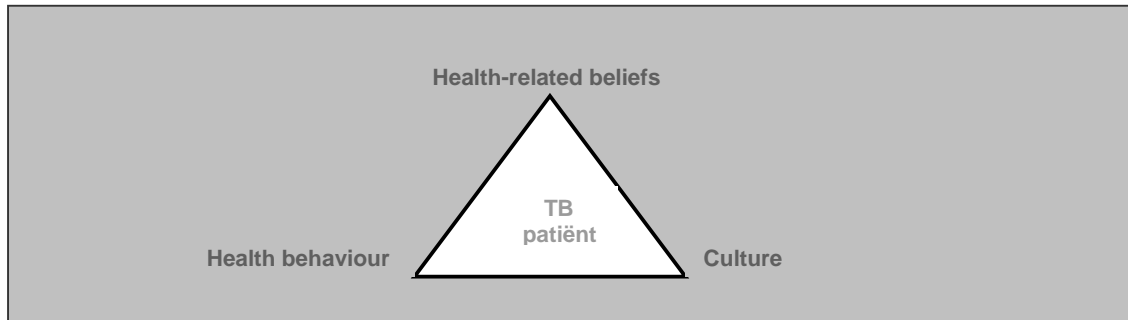 Health-related beliefs
TB
patiënt
Health behaviour
Culture